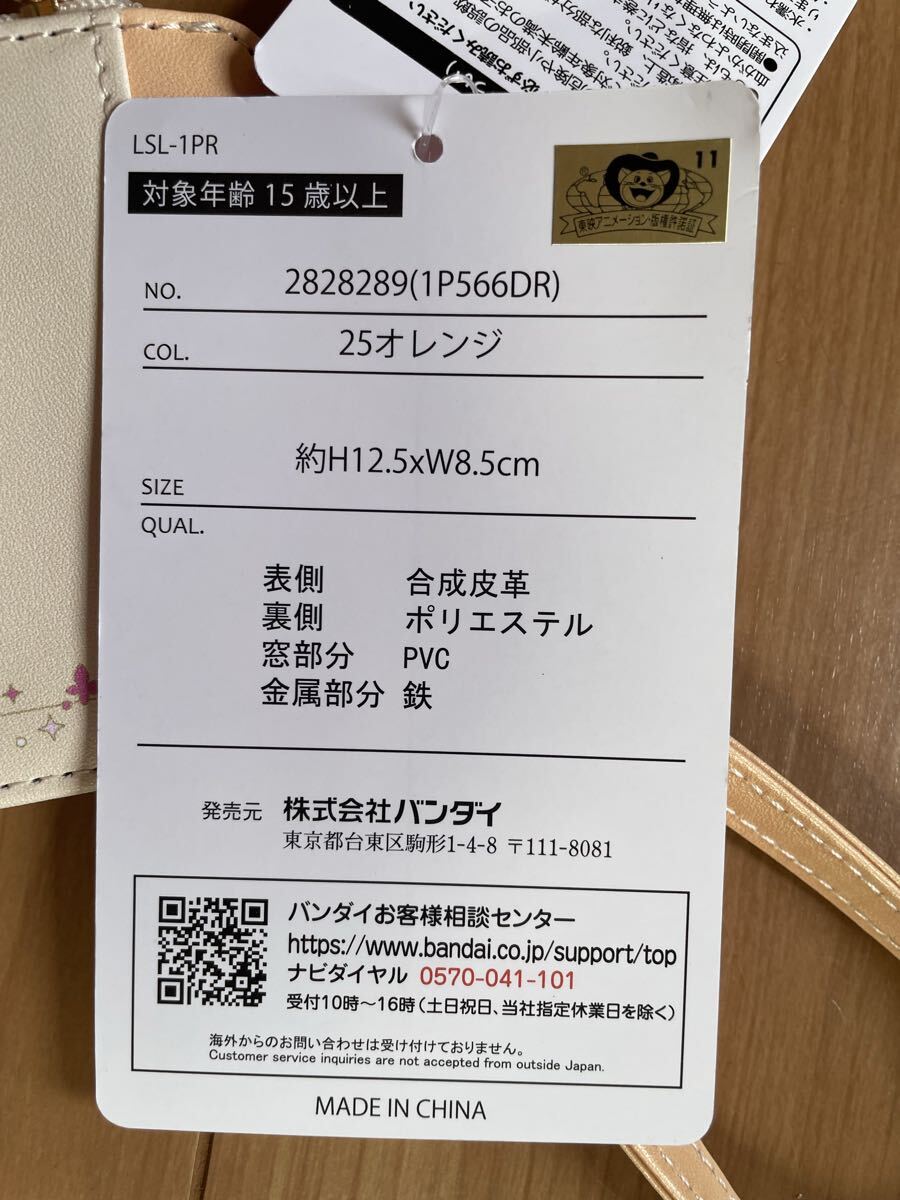 LSL-1PR
対象年齢 15 歳以上
11
東映アニメーション・版権許諾証
NO. 2828289(1P566DR)
COL. 25オレンジ
SIZE 約H12.5xW8.5cm
QUAL.
表側 合成皮革
裏側 ポリエステル
窓部分 PVC
金属部分 鉄
発売元 株式会社バンダイ
東京都台東区駒形1-4-8 〒111-8081
バンダイお客様相談センター
https://www.bandai.co.jp/support/top
ナビダイヤル 0570-041-101
受付10時～16時(土日祝日、当社指定休業日を除く)
海外からのお問い合わせは受け付けておりません。
Customer service inquiries are not accepted from outside Japan.
MADE IN CHINA
必ずお読みください